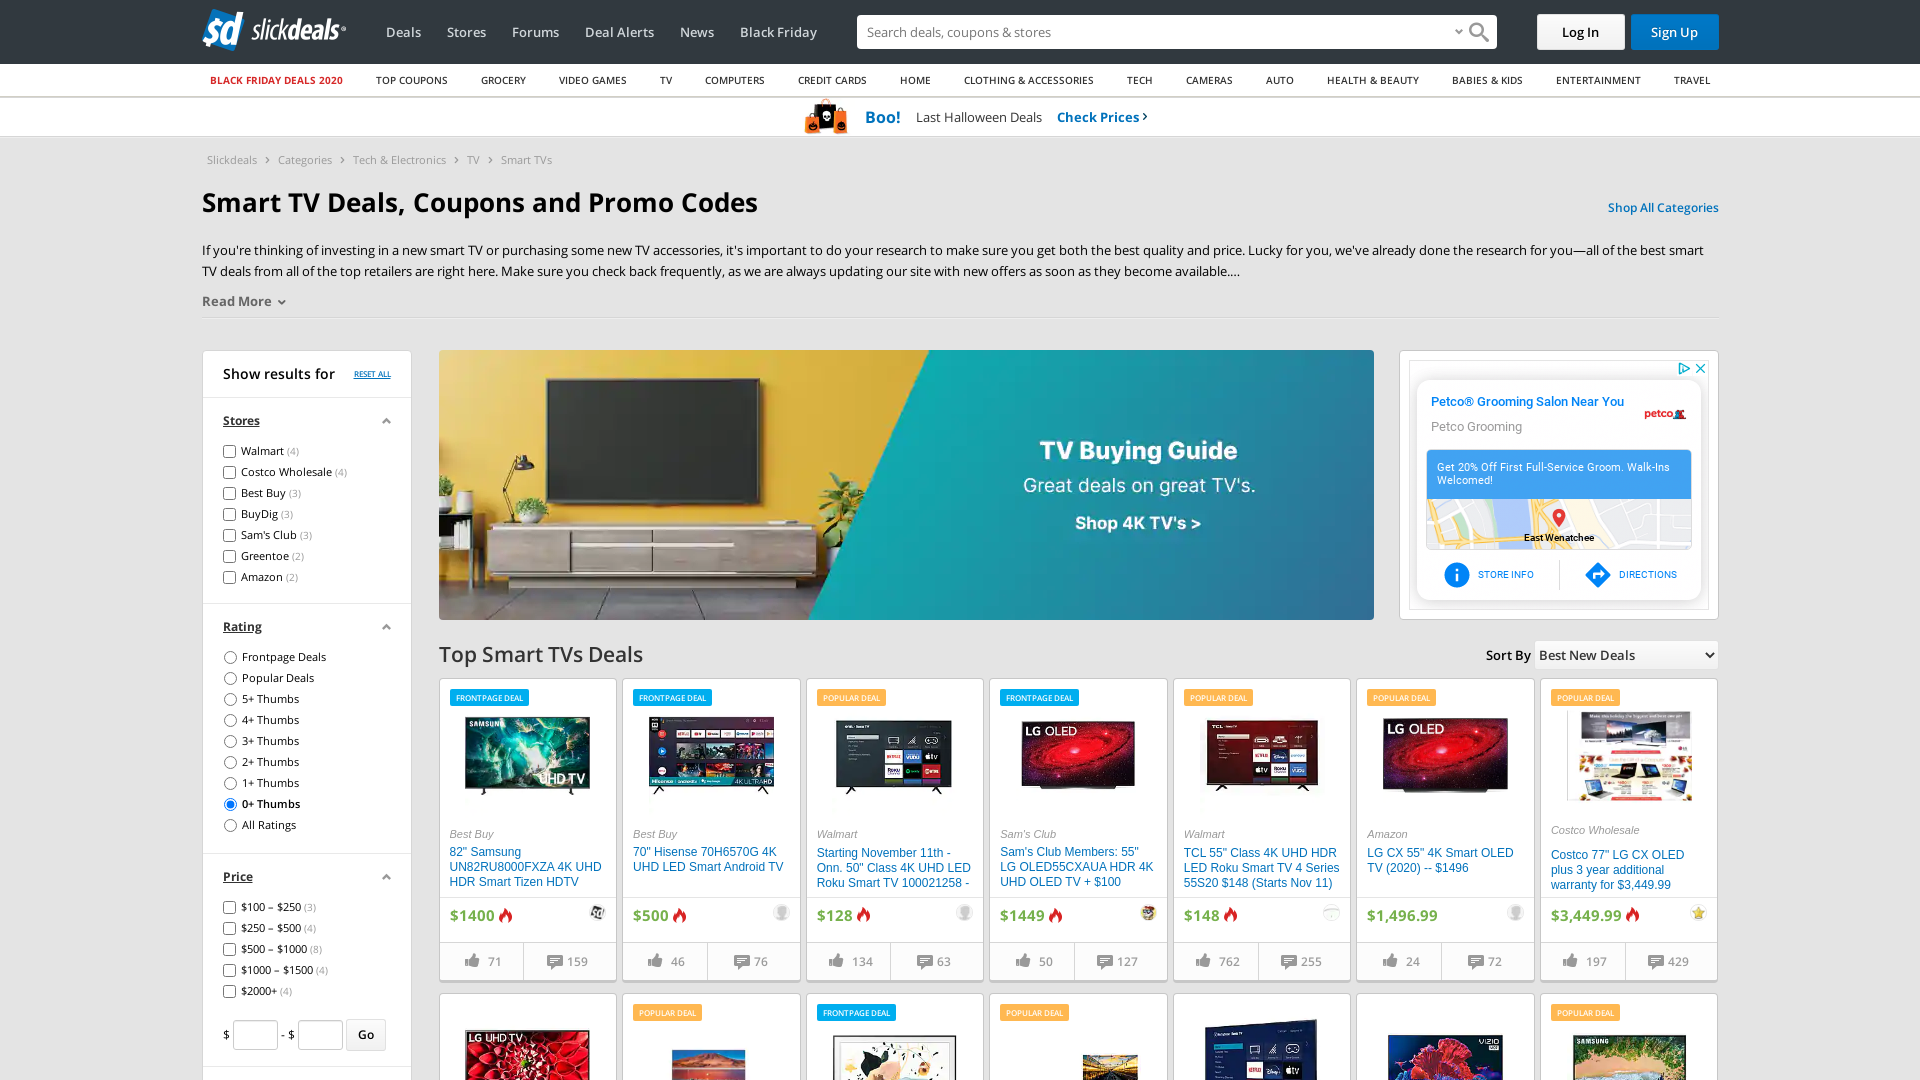 slickdeals
Deals
Stores
Forums
Deal Alerts
News
Black Friday
Search deals, coupons & stores
Log In
Sign Up
BLACK FRIDAY DEALS 2020
TOP COUPONS
GROCERY
VIDEO GAMES
TV
COMPUTERS
CREDIT CARDS
HOME
CLOTHING & ACCESSORIES
TECH
CAMERAS
AUTO
HEALTH & BEAUTY
BABIES & KIDS
ENTERTAINMENT
TRAVEL
Boo! Last Halloween Deals Check Prices
Slickdeals > Categories > Tech & Electronics > TV > Smart TVs
Smart TV Deals, Coupons and Promo Codes
Shop All Categories
If you're thinking of investing in a new smart TV or purchasing some new TV accessories, it's important to do your research to make sure you get both the best quality and price. Lucky for you, we've already done the research for you—all of the best smart
TV deals from all of the top retailers are right here. Make sure you check back frequently, as we are always updating our site with new offers as soon as they become available....
Read More
Show results for
RESET ALL
Stores
Walmart (4)
Costco Wholesale (4)
Best Buy (3)
BuyDig (3)
Sam's Club (3)
Greentoe (2)
Amazon (2)
Rating
Frontpage Deals
Popular Deals
5+ Thumbs
4+ Thumbs
3+ Thumbs
2+ Thumbs
1+ Thumbs
0+ Thumbs
All Ratings
Price
$100 – $250 (3)
$250 – $500 (4)
$500 – $1000 (8)
$1000 – $1500 (4)
$2000+ (4)
$ - $ Go
TV Buying Guide
Great deals on great TV's.
Shop 4K TV's >
Petco® Grooming Salon Near You
Petco Grooming
petco
Get 20% Off First Full-Service Groom. Walk-Ins
Welcomed!
East Wenatchee
STORE INFO
DIRECTIONS
Top Smart TVs Deals
Sort By Best New Deals
FRONTPAGE DEAL
SAMSUNG
UHD TV
Best Buy
82" Samsung
UN82RU8000FXZA 4K UHD
HDR Smart Tizen HDTV
$1400
71
159
FRONTPAGE DEAL
Hisense
4K ULTRAHD
Best Buy
70" Hisense 70H6570G 4K
UHD LED Smart Android TV
$500
46
76
POPULAR DEAL
Walmart
Starting November 11th -
Onn. 50" Class 4K UHD LED
Roku Smart TV 100021258 -
$128
134
63
FRONTPAGE DEAL
LG OLED
Sam's Club
Sam's Club Members: 55"
LG OLED55CXAUA HDR 4K
UHD OLED TV + $100
$1449
50
127
POPULAR DEAL
Walmart
TCL 55" Class 4K UHD HDR
LED Roku Smart TV 4 Series
55S20 $148 (Starts Nov 11)
$148
762
255
POPULAR DEAL
LG OLED
Amazon
LG CX 55" 4K Smart OLED
TV (2020) -- $1496
$1,496.99
24
72
POPULAR DEAL
Costco Wholesale
Costco 77" LG CX OLED
plus 3 year additional
warranty for $3,449.99
$3,449.99
197
429
LG UHD TV
POPULAR DEAL
FRONTPAGE DEAL
POPULAR DEAL
VIZIO
POPULAR DEAL
SAMSUNG